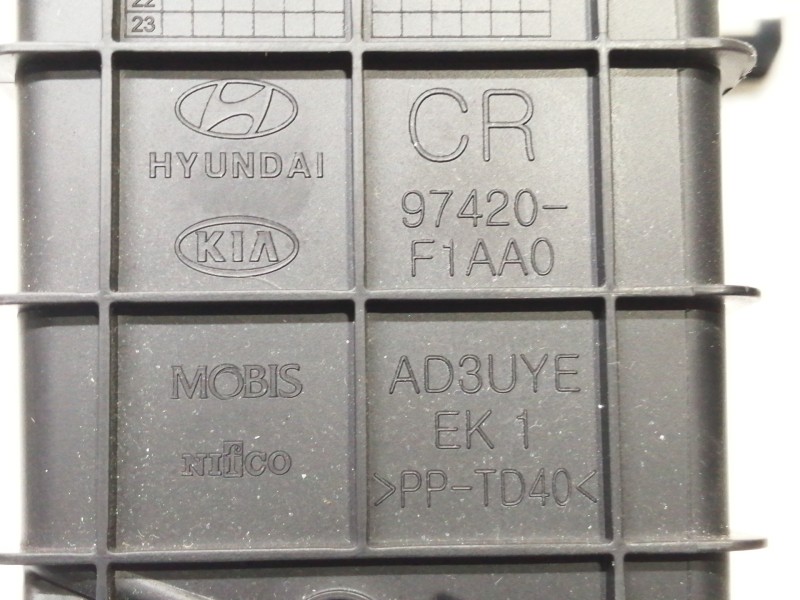 22
23
HYUNDAI
KIA
CR
97420-
F1AA0
MOBIS
NIfCO
AD3UYE
EK 1
>PP-TD40<